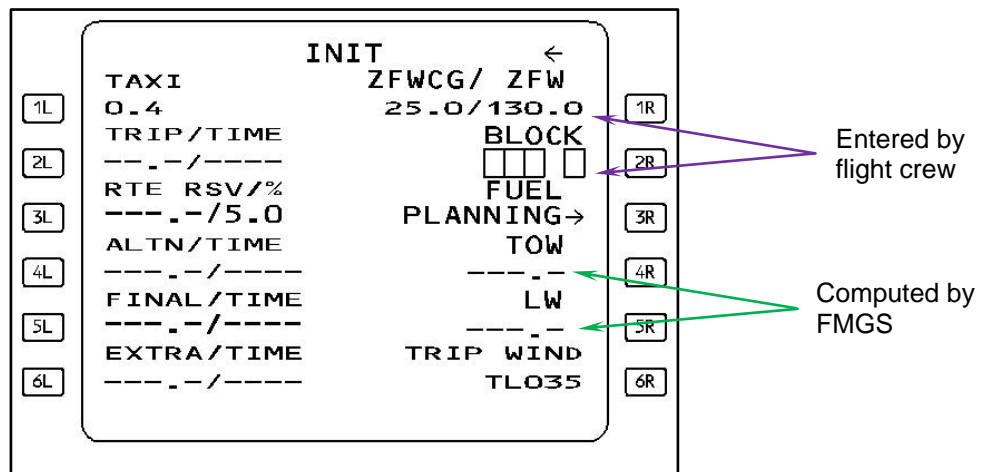 INIT ←
TAXI ZFWCG/ ZFW
1L 0.4 25.0/130.0 1R
TRIP/TIME BLOCK
2L --.-/---- ▯▯▯ ▯ 2R
RTE RSV/% FUEL
3L ---.-/5.0 PLANNING→ 3R
ALTN/TIME TOW
4L ---.-/---- ---.- 4R
FINAL/TIME LW
5L ---.-/---- ---.- 5R
EXTRA/TIME TRIP WIND
6L ---.-/---- TL035 6R
Entered by
flight crew
Computed by
FMGS